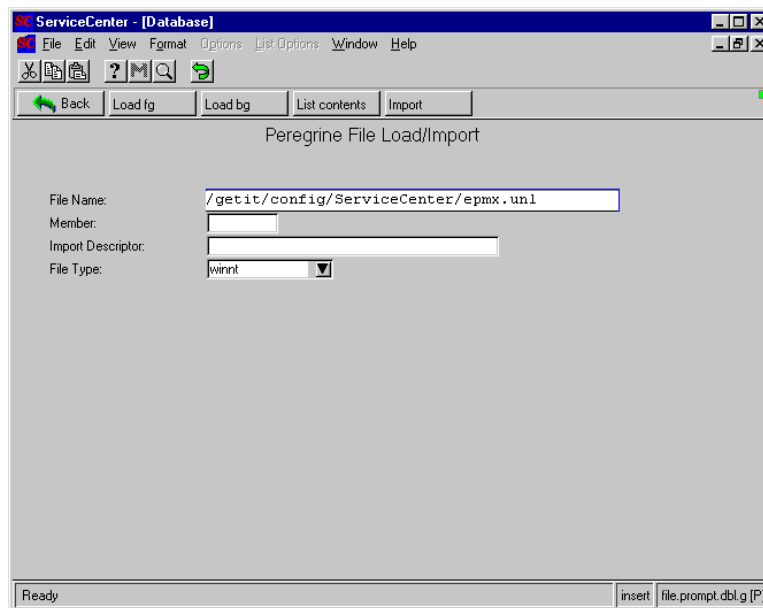 SC ServiceCenter - [Database]
SC File Edit View Format Options List Options Window Help
? M
Back Load fg Load bg List contents Import
Peregrine File Load/Import
File Name: /getit/config/ServiceCenter/epmx.unl
Member:
Import Descriptor:
File Type: winnt
Ready insert file.prompt.dbl.g [P]